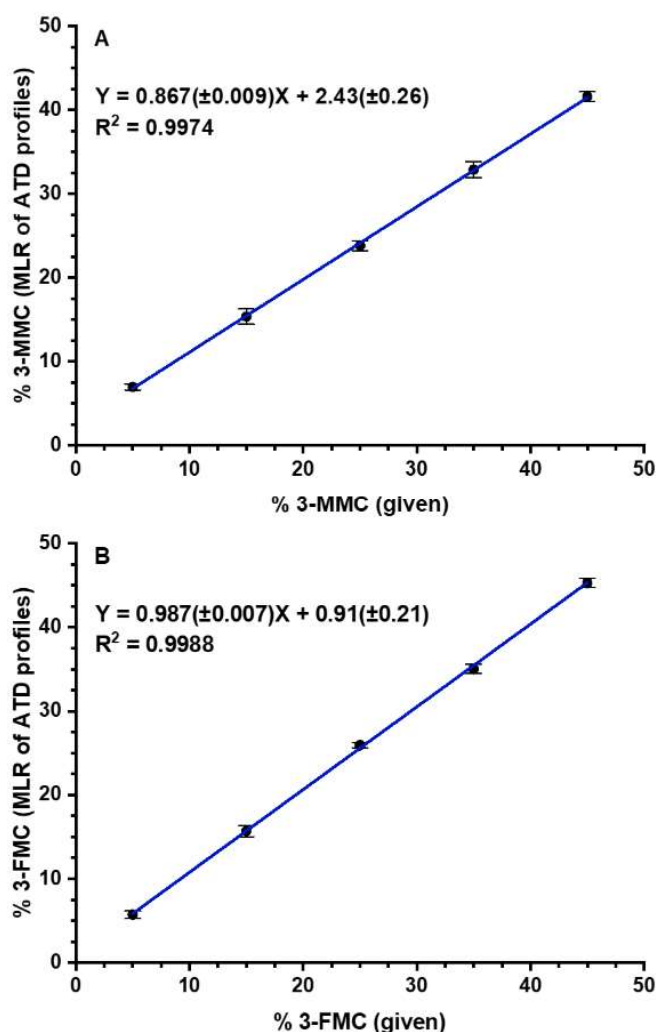 50
A
Y = 0.867(±0.009)X + 2.43(±0.26)
R² = 0.9974
40
30
20
10
0
% 3-MMC (MLR of ATD profiles)
0 10 20 30 40 50
% 3-MMC (given)
50
B
Y = 0.987(±0.007)X + 0.91(±0.21)
R² = 0.9988
40
30
20
10
0
% 3-FMC (MLR of ATD profiles)
0 10 20 30 40 50
% 3-FMC (given)